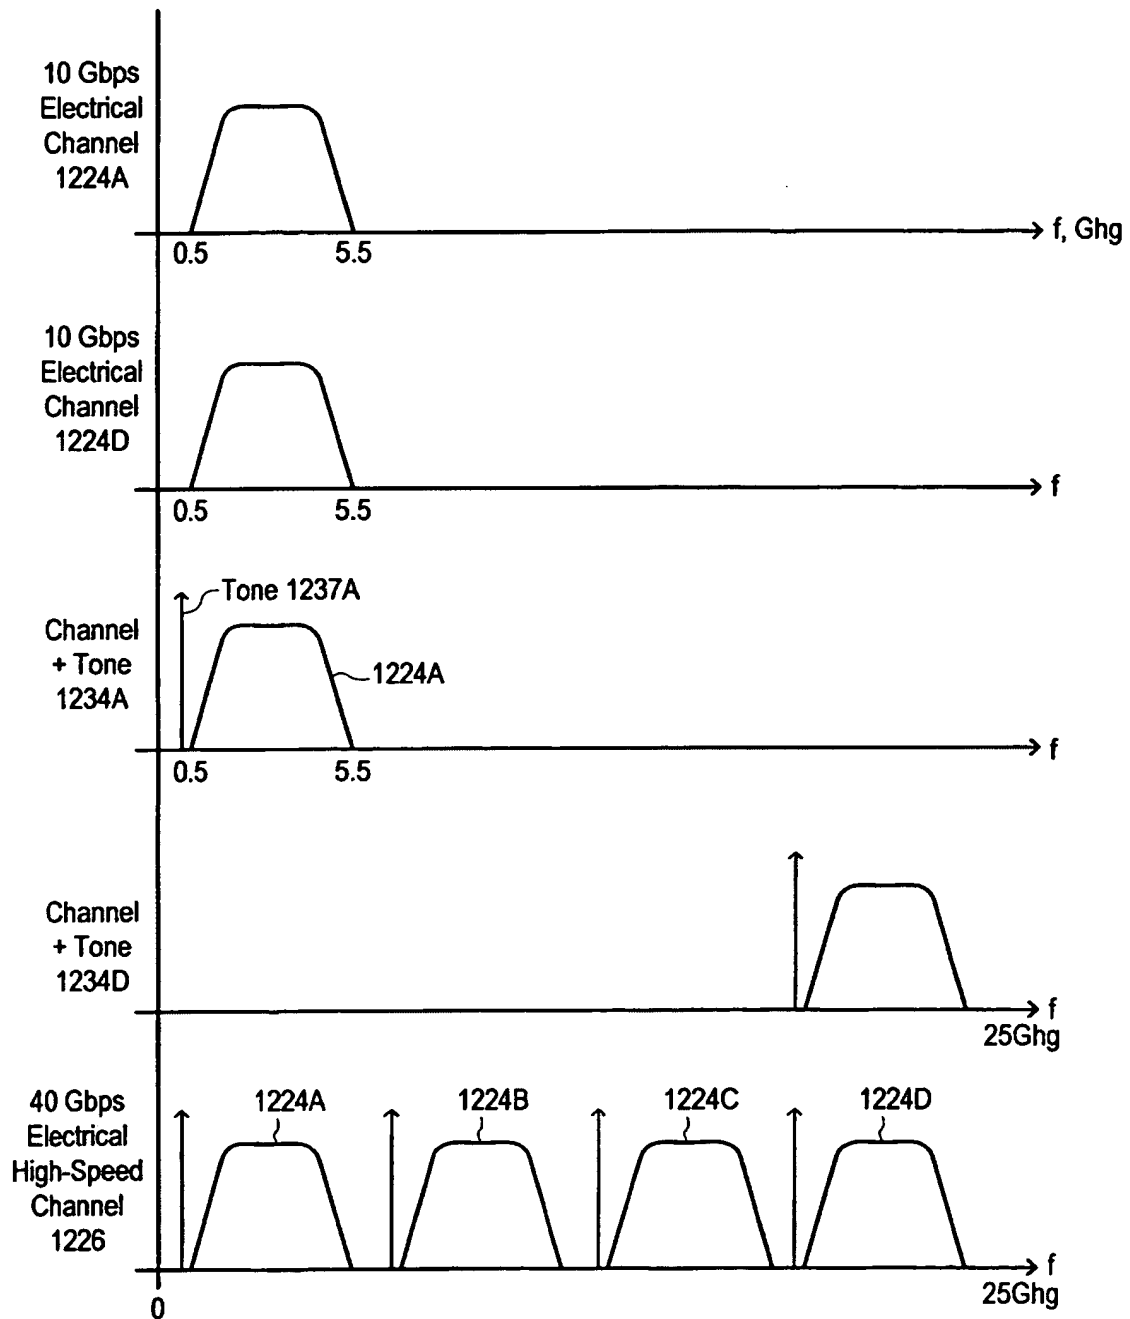 10 Gbps
Electrical
Channel
1224A
0.5
5.5
f, Ghg
10 Gbps
Electrical
Channel
1224D
0.5
5.5
f
Tone 1237A
Channel
+ Tone
1234A
1224A
0.5
5.5
f
Channel
+ Tone
1234D
f
25Ghg
40 Gbps
Electrical
High-Speed
Channel
1226
1224A
1224B
1224C
1224D
f
25Ghg
0